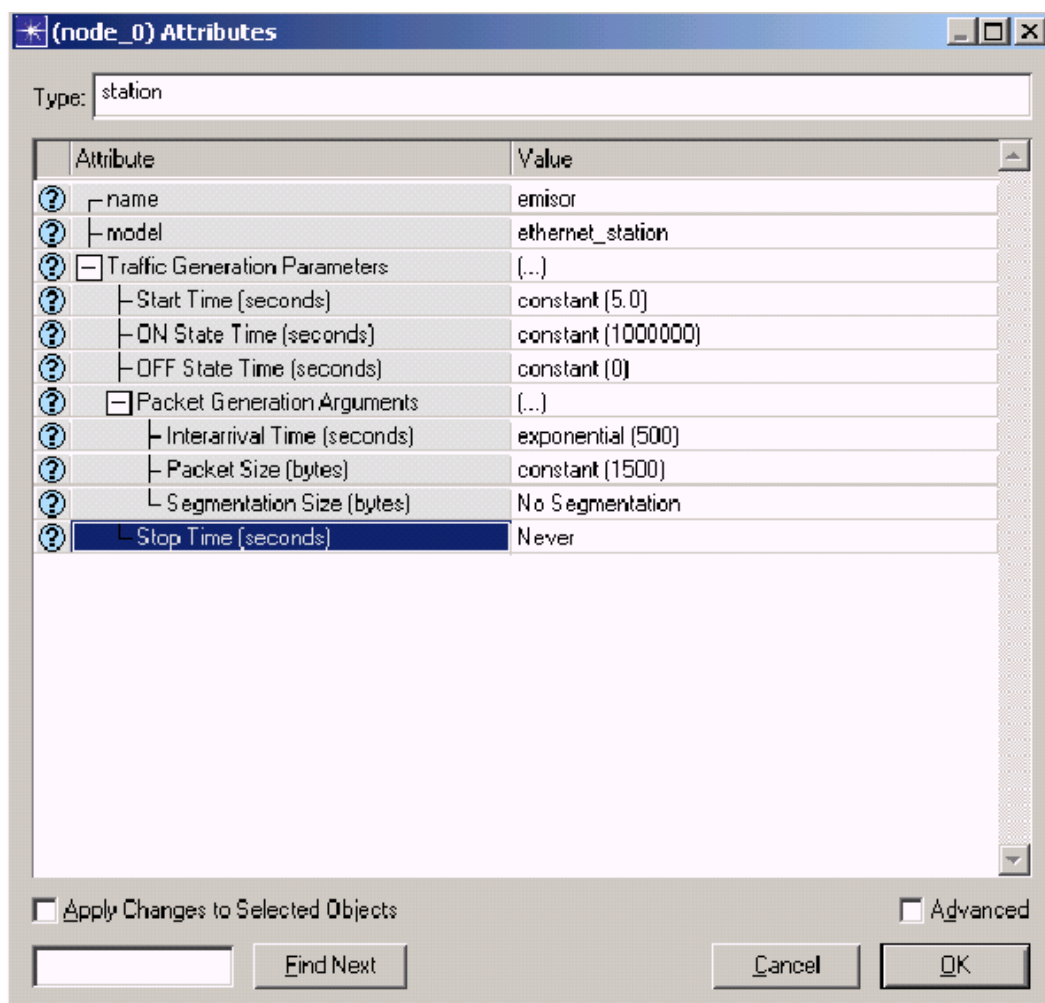 (node_0) Attributes
Type: station
Attribute Value
name emisor
model ethernet_station
Traffic Generation Parameters (...)
Start Time (seconds) constant (5.0)
ON State Time (seconds) constant (1000000)
OFF State Time (seconds) constant (0)
Packet Generation Arguments (...)
Interarrival Time (seconds) exponential (500)
Packet Size (bytes) constant (1500)
Segmentation Size (bytes) No Segmentation
Stop Time (seconds) Never
Apply Changes to Selected Objects Advanced
Find Next Cancel OK